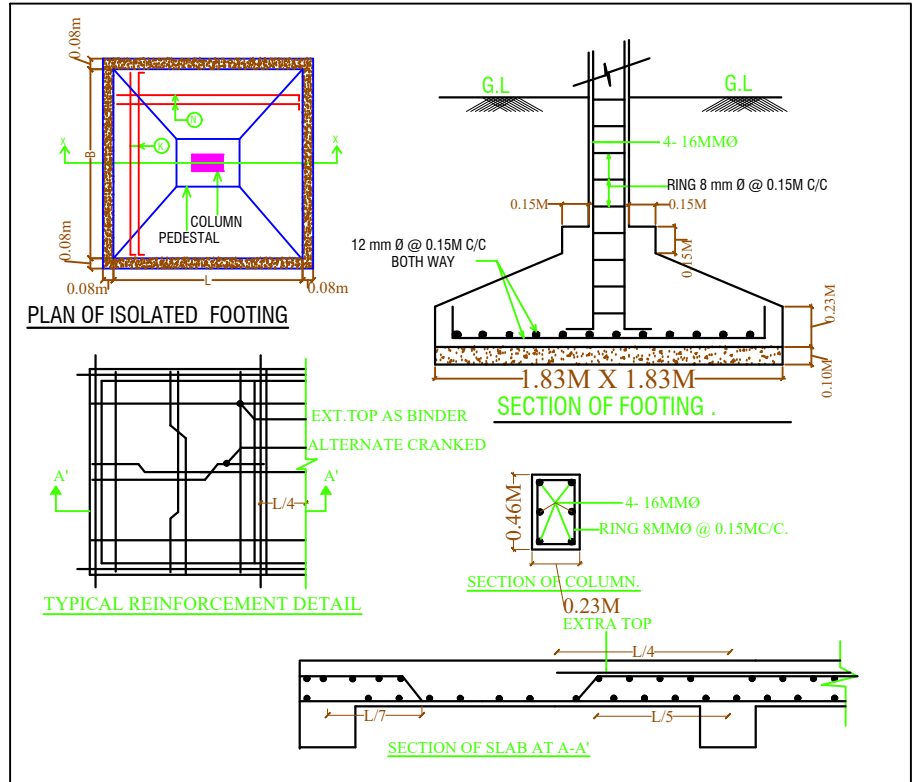 0.08m
B
0.08m
0.08m
L
0.08m
X
X
N
K
COLUMN
PEDESTAL
PLAN OF ISOLATED FOOTING
G.L
G.L
4- 16MMØ
RING 8 mm Ø @ 0.15M C/C
0.15M
0.15M
0.15M
12 mm Ø @ 0.15M C/C
BOTH WAY
0.23M
0.10M
1.83M X 1.83M
SECTION OF FOOTING .
EXT.TOP AS BINDER
ALTERNATE CRANKED
A'
A'
L/4
TYPICAL REINFORCEMENT DETAIL
0.46M
4- 16MMØ
RING 8MMØ @ 0.15MC/C.
SECTION OF COLUMN.
0.23M
EXTRA TOP
L/4
L/7
L/5
SECTION OF SLAB AT A-A'